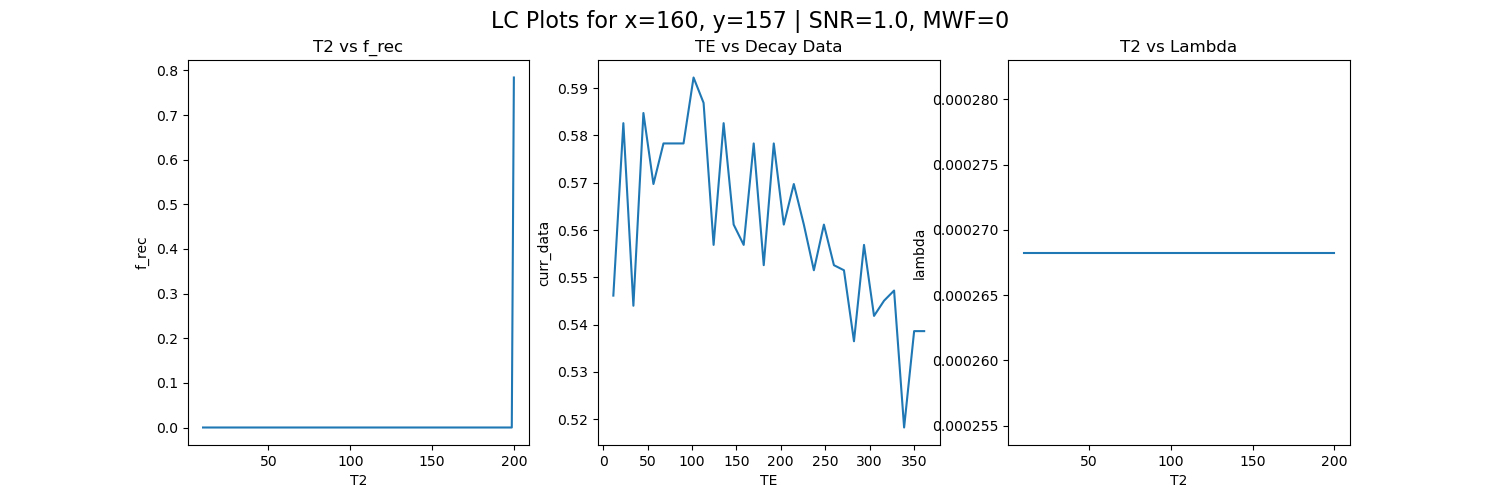 LC Plots for x=160, y=157 | SNR=1.0, MWF=0
T2 vs f_rec
0.8
0.7
0.6
0.5
0.4
0.3
0.2
0.1
0.0
f_rec
50 100 150 200
T2
TE vs Decay Data
0.59
0.58
0.57
0.56
0.55
0.54
0.53
0.52
curr_data
0 50 100 150 200 250 300 350
TE
T2 vs Lambda
0.000280
0.000275
0.000270
0.000265
0.000260
0.000255
lambda
50 100 150 200
T2